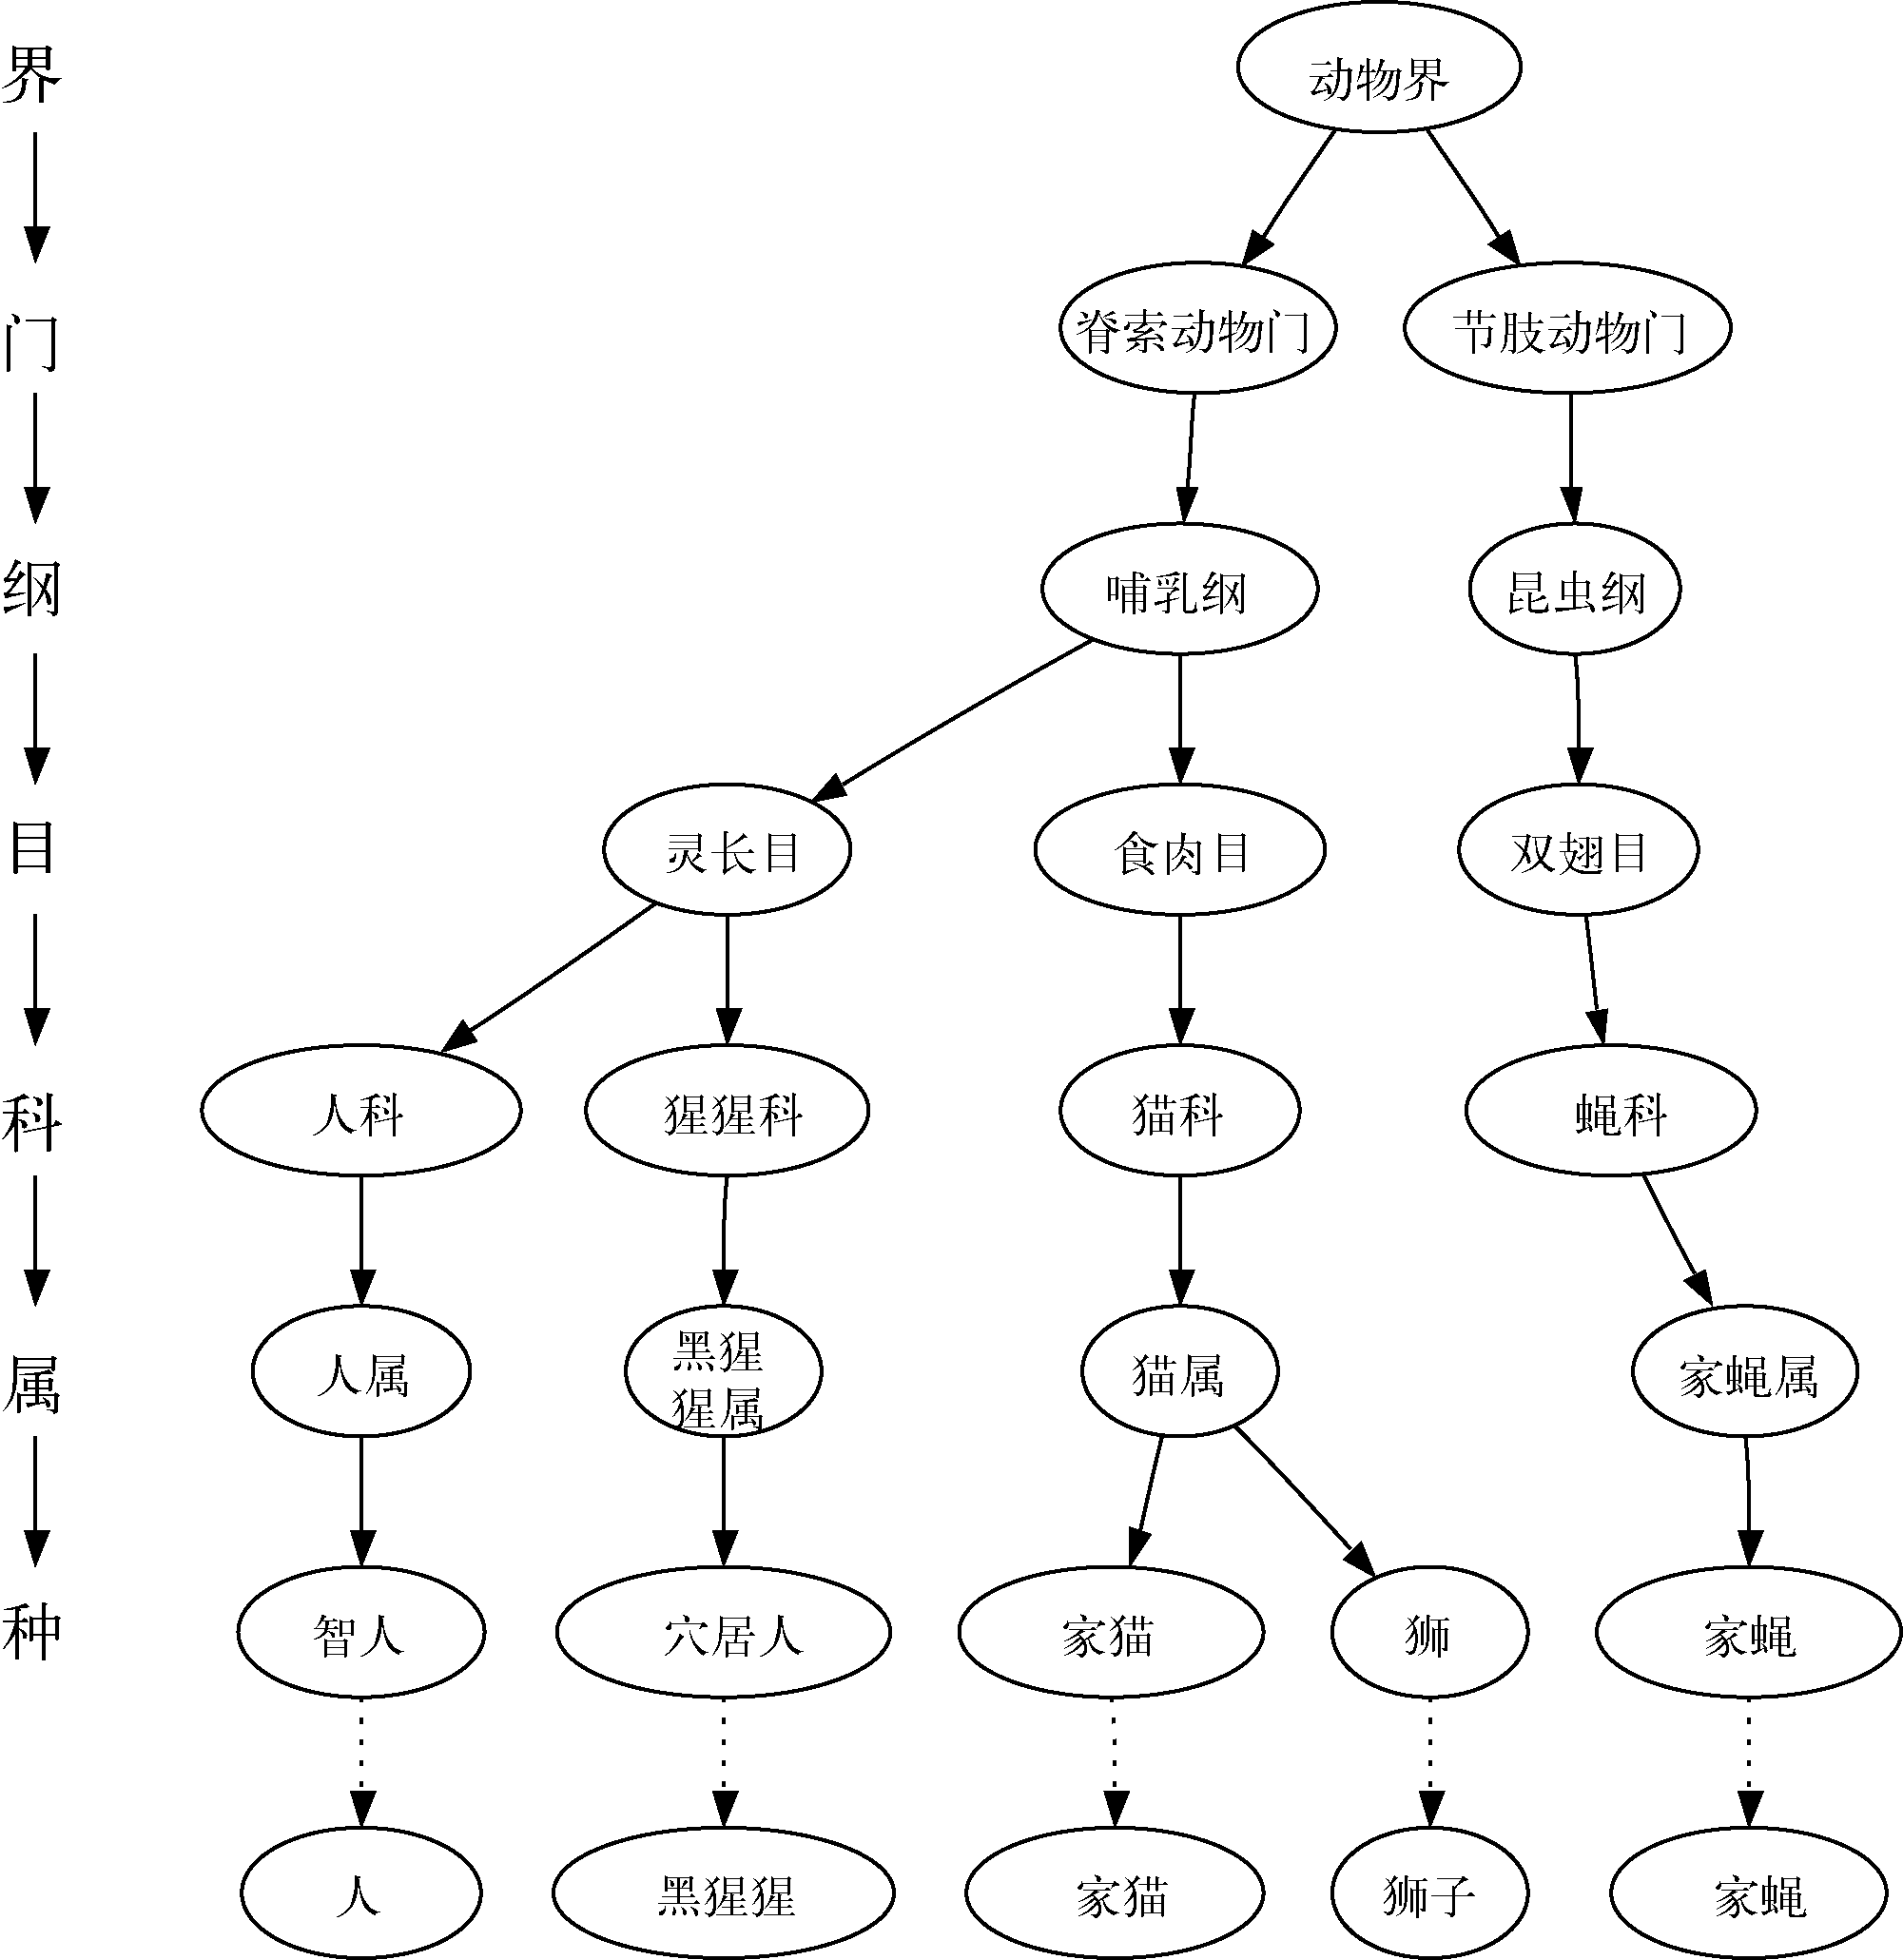 界
动物界
门
脊索动物门
节肢动物门
纲
哺乳纲
昆虫纲
目
灵长目
食肉目
双翅目
科
人科
猩猩科
猫科
蝇科
属
人属
黑猩
猩属
猫属
家蝇属
种
智人
穴居人
家猫
狮
家蝇
人
黑猩猩
家猫
狮子
家蝇